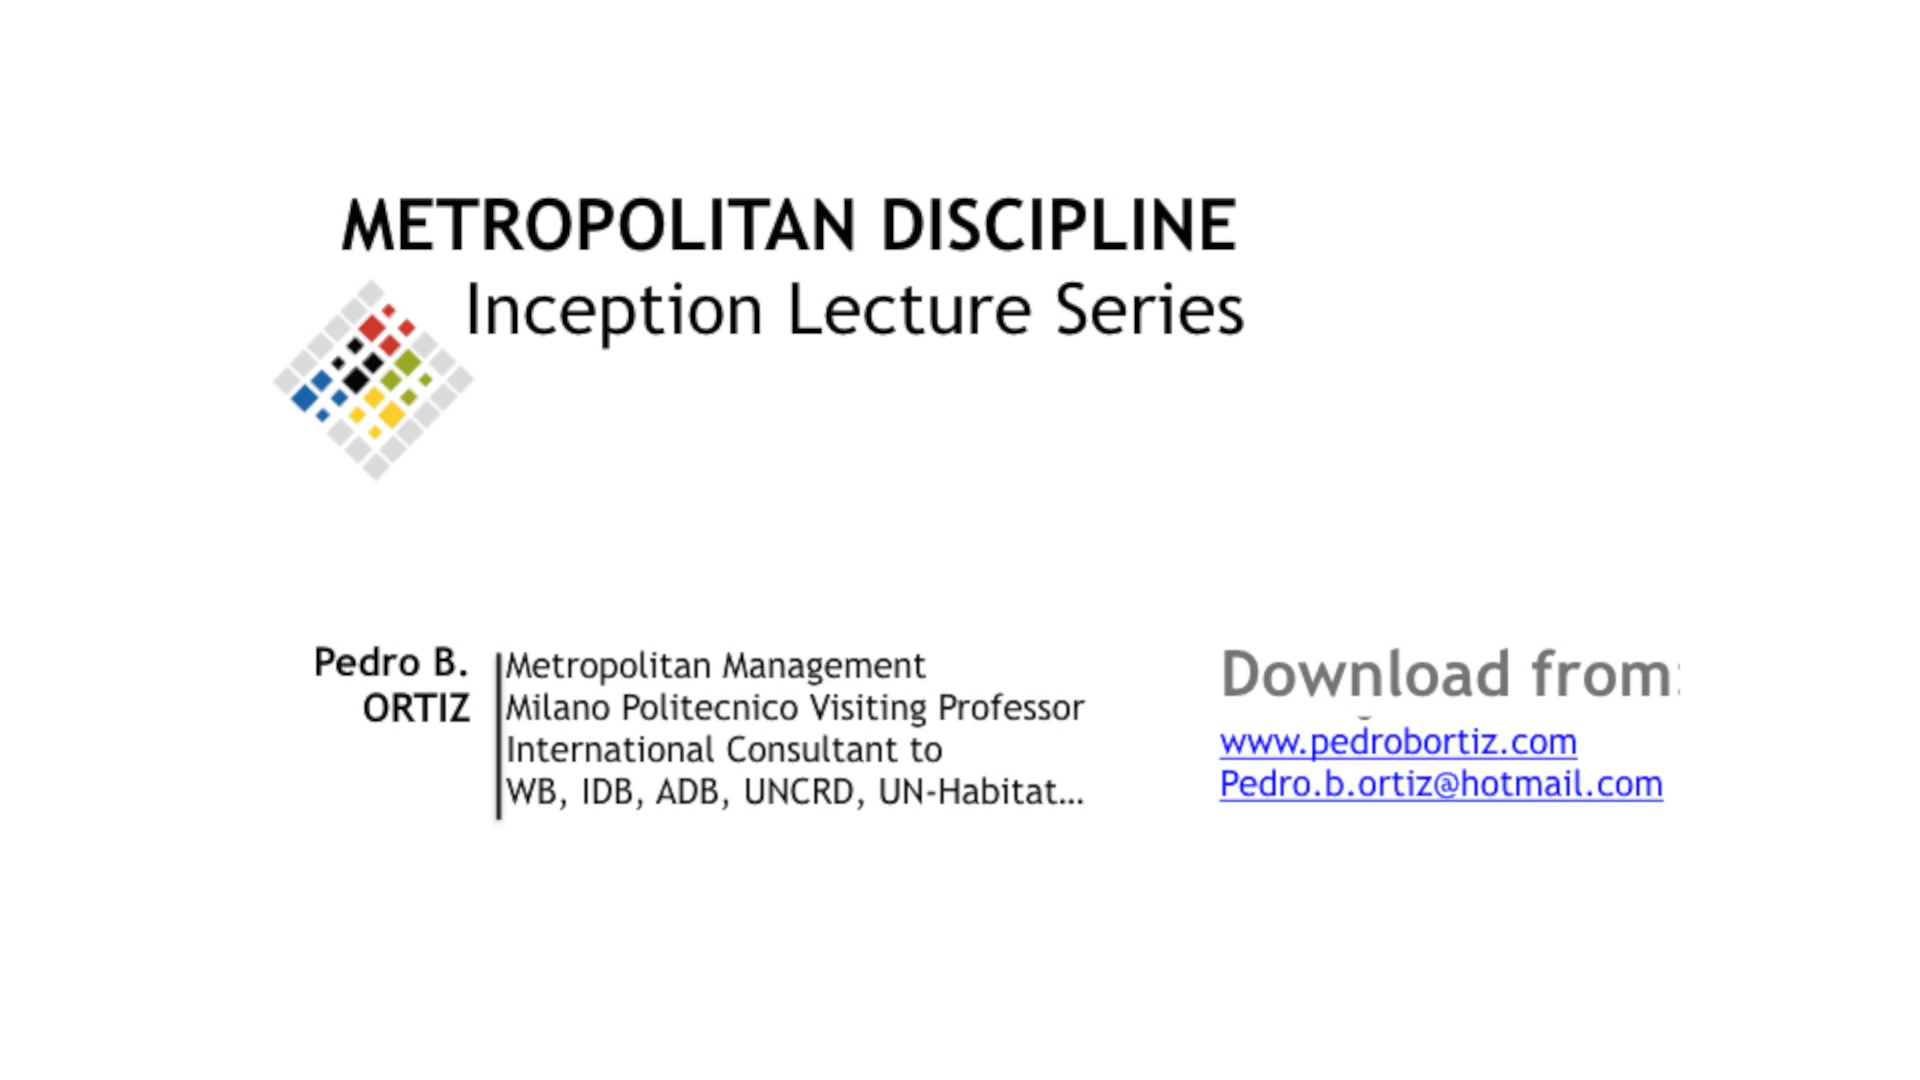 METROPOLITAN DISCIPLINE
Inception Lecture Series
Pedro B.
ORTIZ
Metropolitan Management
Milano Politecnico Visiting Professor
International Consultant to
WB, IDB, ADB, UNCRD, UN-Habitat...
Download from:
www.pedrobortiz.com
Pedro.b.ortiz@hotmail.com